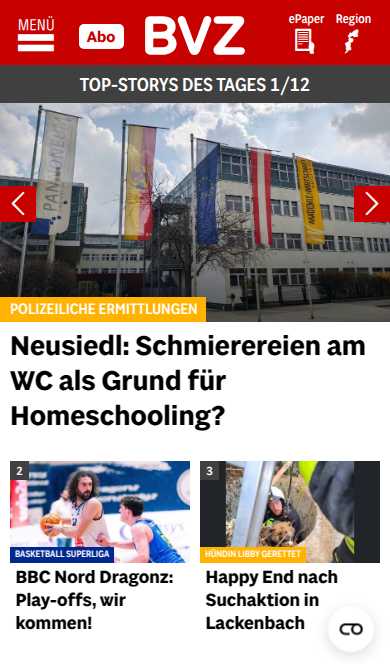 MENÜ
Abo
BVZ
ePaper
Region
TOP-STORYS DES TAGES 1/12
PANNONEUM
POLIZEILICHE ERMITTLUNGEN
Neusiedl: Schmierereien am
WC als Grund für
Homeschooling?
2
BASKETBALL SUPERLIGA
BBC Nord Dragonz:
Play-offs, wir
kommen!
3
HÜNDIN LIBBY GERETTET
Happy End nach
Suchaktion in
Lackenbach